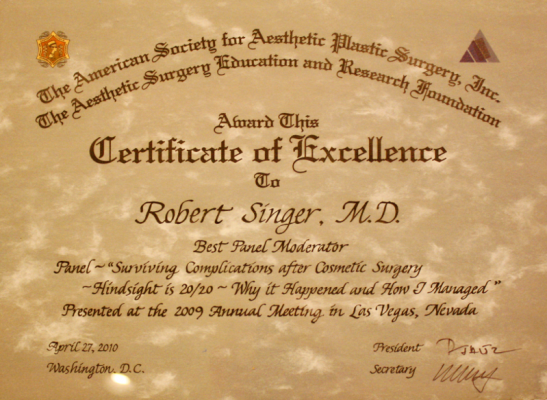 The American Society for Aesthetic Plastic Surgery, Inc.
The Aesthetic Surgery Education and Research Foundation
Award This
Certificate of Excellence
To
Robert Singer, M.D.
Best Panel Moderator
Panel ~ "Surviving Complications after Cosmetic Surgery
~Hindsight is 20/20 ~ Why it Happened and How I Managed"
Presented at the 2009 Annual Meeting in Las Vegas, Nevada
April 27, 2010
Washington, D.C.
President
Secretary